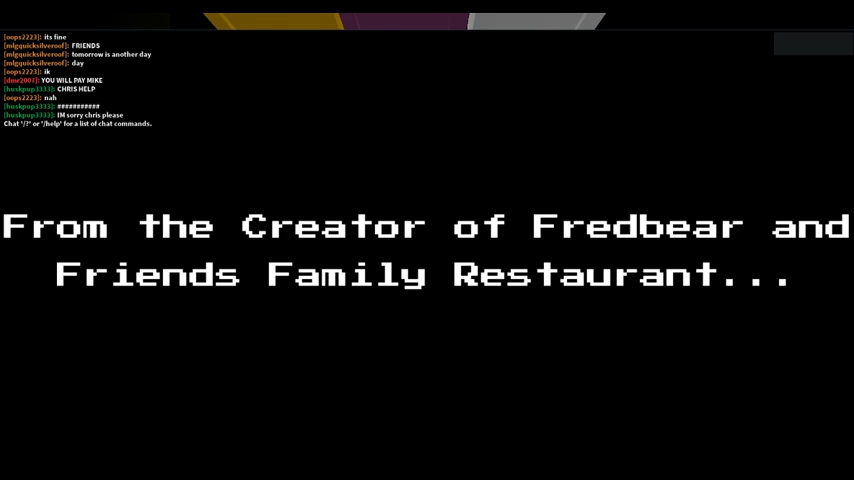 [oops2223]: its fine
[mlgquicksilveroof]: FRIENDS
[mlgquicksilveroof]: tomorrow is another day
[mlgquicksilveroof]: day
[oops2223]: ik
[dmr2007]: YOU WILL PAY MIKE
[huskpup3333]: CHRIS HELP
[oops2223]: nah
[huskpup3333]: ###########
[huskpup3333]: IM sorry chris please
Chat '/?' or '/help' for a list of chat commands.
From the Creator of Fredbear and
Friends Family Restaurant...